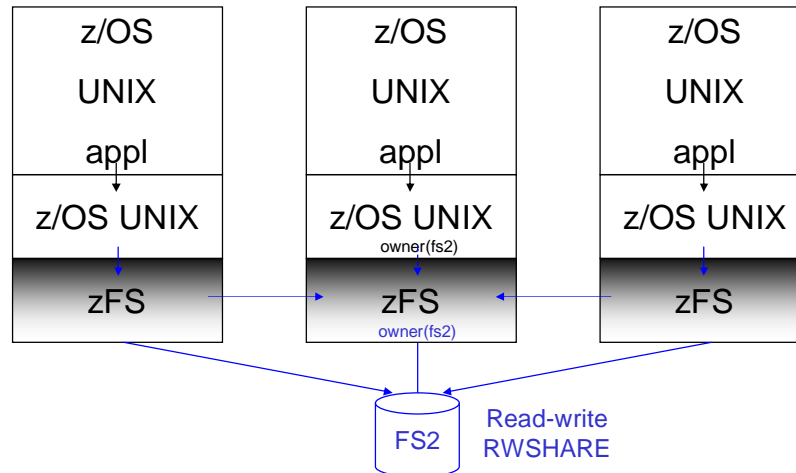 z/OS
UNIX
appl
z/OS UNIX
zFS
z/OS
UNIX
appl
z/OS UNIX
owner(fs2)
zFS
owner(fs2)
z/OS
UNIX
appl
z/OS UNIX
zFS
FS2
Read-write
RWSHARE